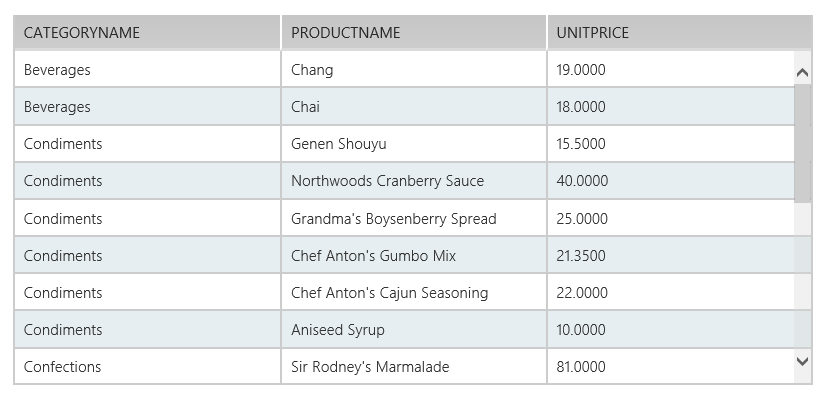 CATEGORYNAME PRODUCTNAME UNITPRICE
Beverages Chang 19.0000
Beverages Chai 18.0000
Condiments Genen Shouyu 15.5000
Condiments Northwoods Cranberry Sauce 40.0000
Condiments Grandma's Boysenberry Spread 25.0000
Condiments Chef Anton's Gumbo Mix 21.3500
Condiments Chef Anton's Cajun Seasoning 22.0000
Condiments Aniseed Syrup 10.0000
Confections Sir Rodney's Marmalade 81.0000